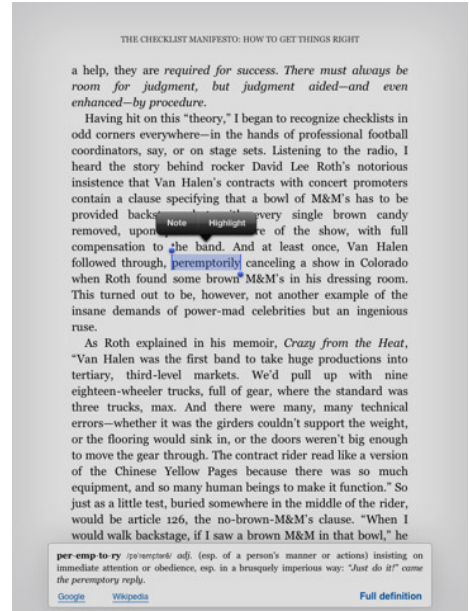 THE CHECKLIST MANIFESTO: HOW TO GET THINGS RIGHT
a help, they are required for success. There must always be
room for judgment, but judgment aided—and even
enhanced—by procedure.
Having hit on this “theory,” I began to recognize checklists in
odd corners everywhere—in the hands of professional football
coordinators, say, or on stage sets. Listening to the radio, I
heard the story behind rocker David Lee Roth’s notorious
insistence that Van Halen’s contracts with concert promoters
contain a clause specifying that a bowl of M&M’s has to be
provided every single brown candy
Note Highlight
removed, upon of the show, with full
compensation to the band. And at least once, Van Halen
followed through, peremptorily canceling a show in Colorado
when Roth found some brown M&M’s in his dressing room.
This turned out to be, however, not another example of the
insane demands of power-mad celebrities but an ingenious
ruse.
As Roth explained in his memoir, Crazy from the Heat,
“Van Halen was the first band to take huge productions into
tertiary, third-level markets. We’d pull up with nine
eighteen-wheeler trucks, full of gear, where the standard was
three trucks, max. And there were many, many technical
errors—whether it was the girders couldn’t support the weight,
or the flooring would sink in, or the doors weren’t big enough
to move the gear through. The contract rider read like a version
of the Chinese Yellow Pages because there was so much
equipment, and so many human beings to make it function.” So
just as a little test, buried somewhere in the middle of the rider,
would be article 126, the no-brown-M&M’s clause. “When I
would walk backstage, if I saw a brown M&M in that bowl,” he
per·emp·to·ry adj. (esp. of a person’s manner or actions) insisting on
immediate attention or obedience, esp. in a brusquely imperious way: “Just do it!” came
the peremptory reply.
Google Wikipedia Full definition